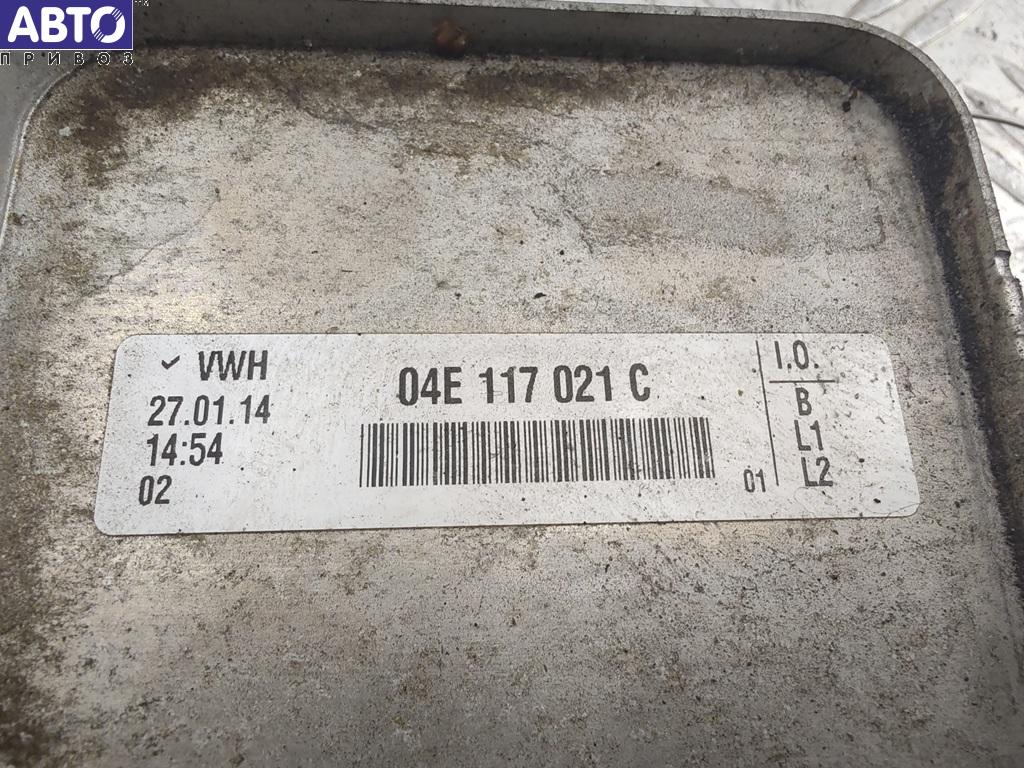 АВТО
ПРИВОЗ
VWH
27.01.14
14:54
02
04E 117 021 C
01
I.O.
B
L1
L2